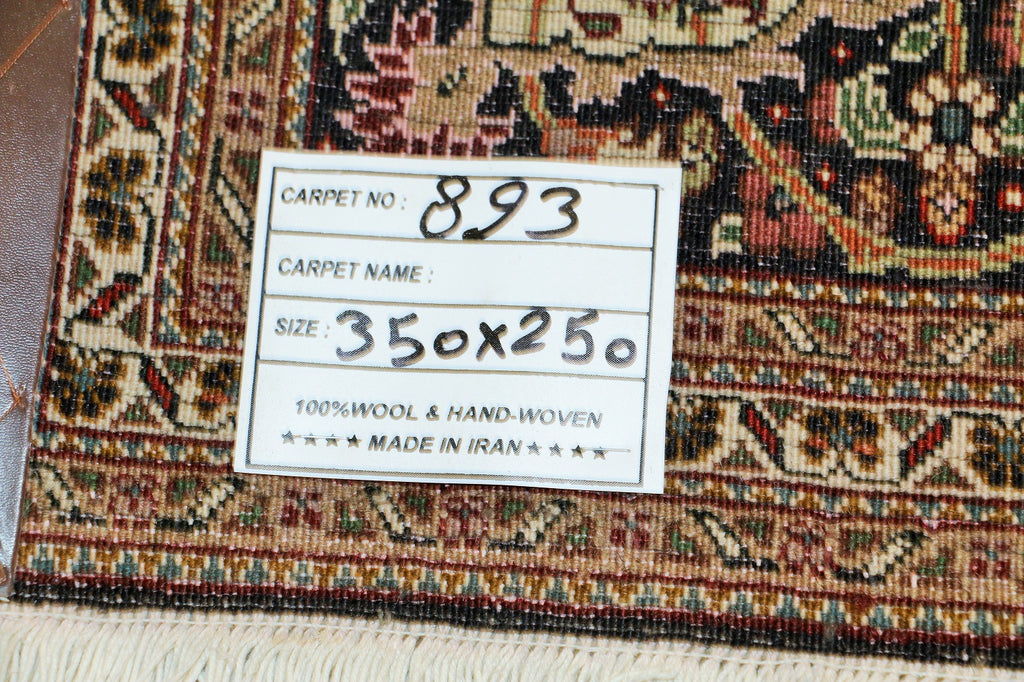 CARPET NO : 893
CARPET NAME :
SIZE : 350x250
100%WOOL & HAND-WOVEN
★★★★ MADE IN IRAN ★★★★